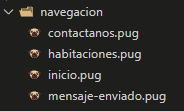 navegacion
contactanos.pug
habitaciones.pug
inicio.pug
mensaje-enviado.pug